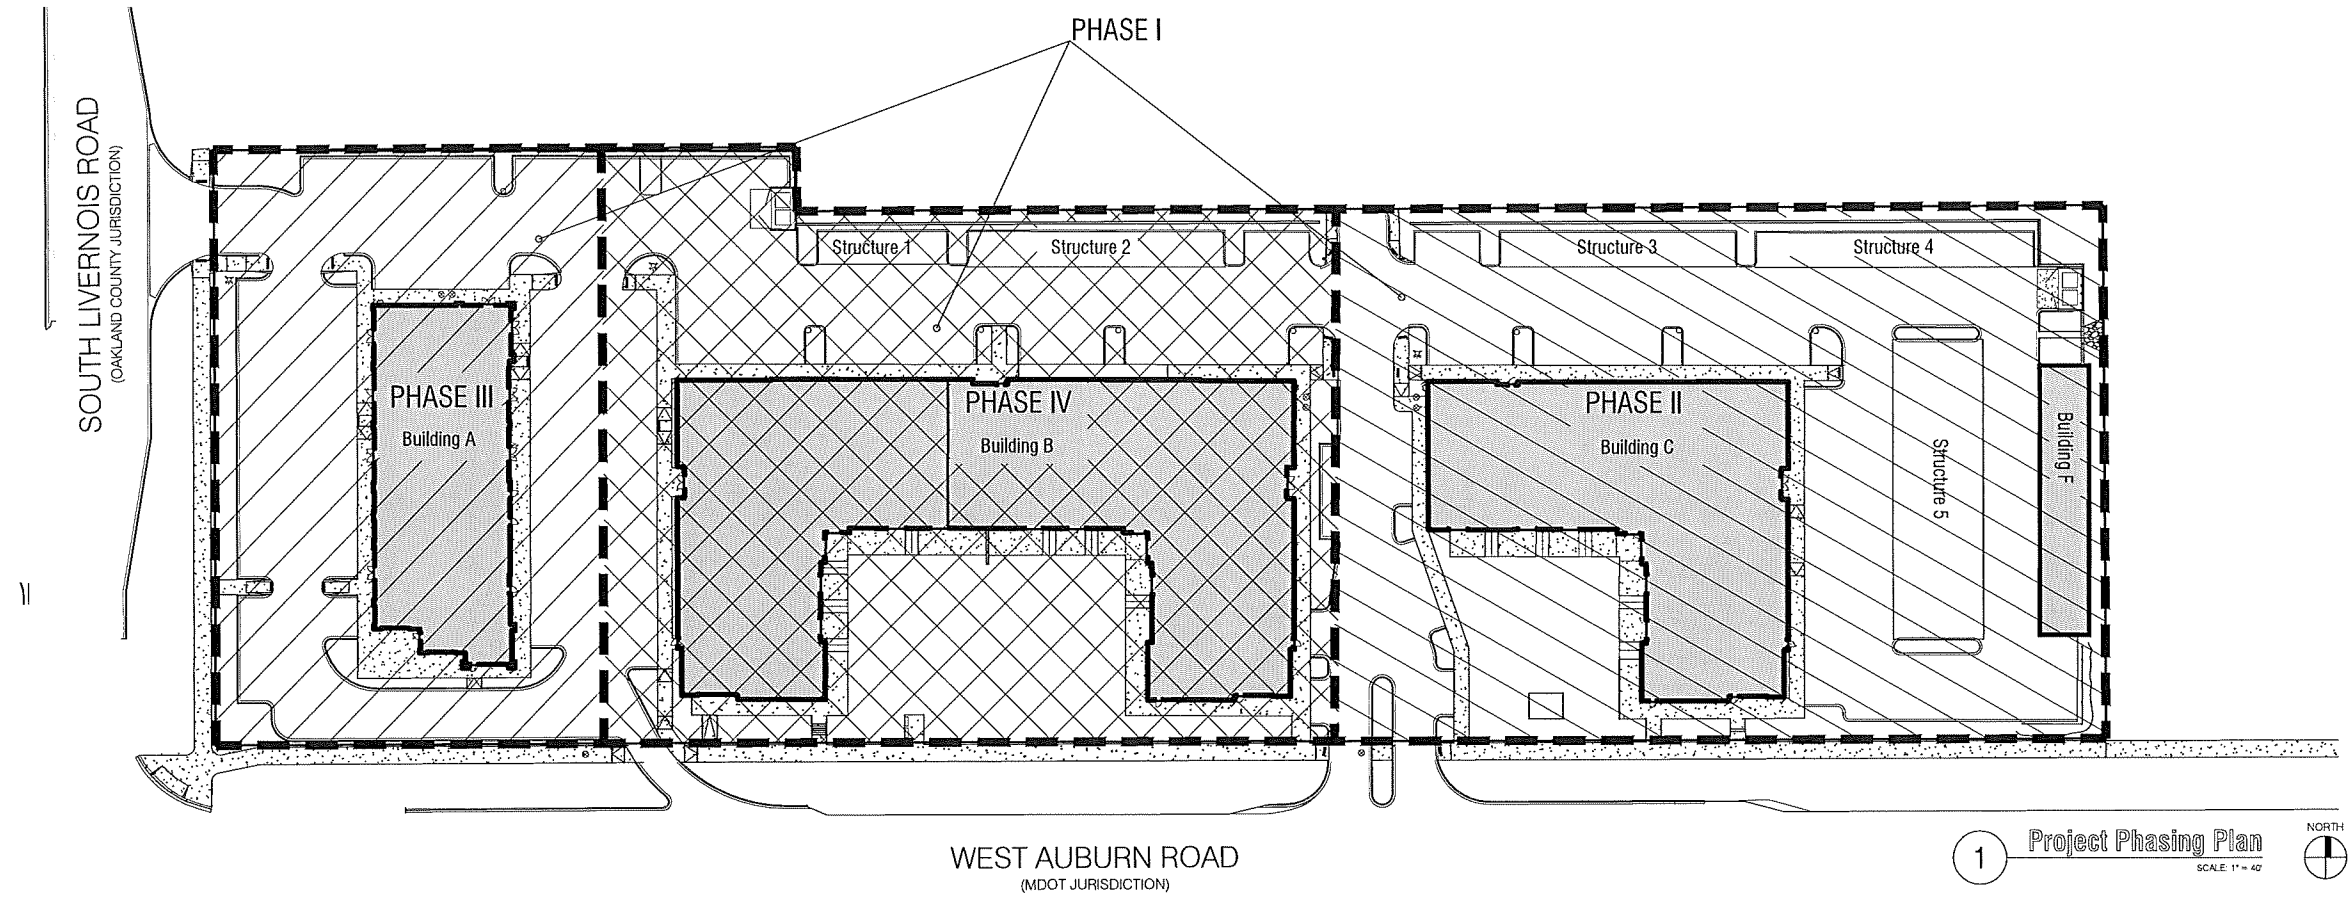 PHASE I
SOUTH LIVERNOIS ROAD
(OAKLAND COUNTY JURISDICTION)
Structure 1
Structure 2
Structure 3
Structure 4
PHASE III
Building A
PHASE IV
Building B
PHASE II
Building C
Structure 5
Building F
WEST AUBURN ROAD
(MDOT JURISDICTION)
1
Project Phasing Plan
SCALE: 1" = 40'
NORTH